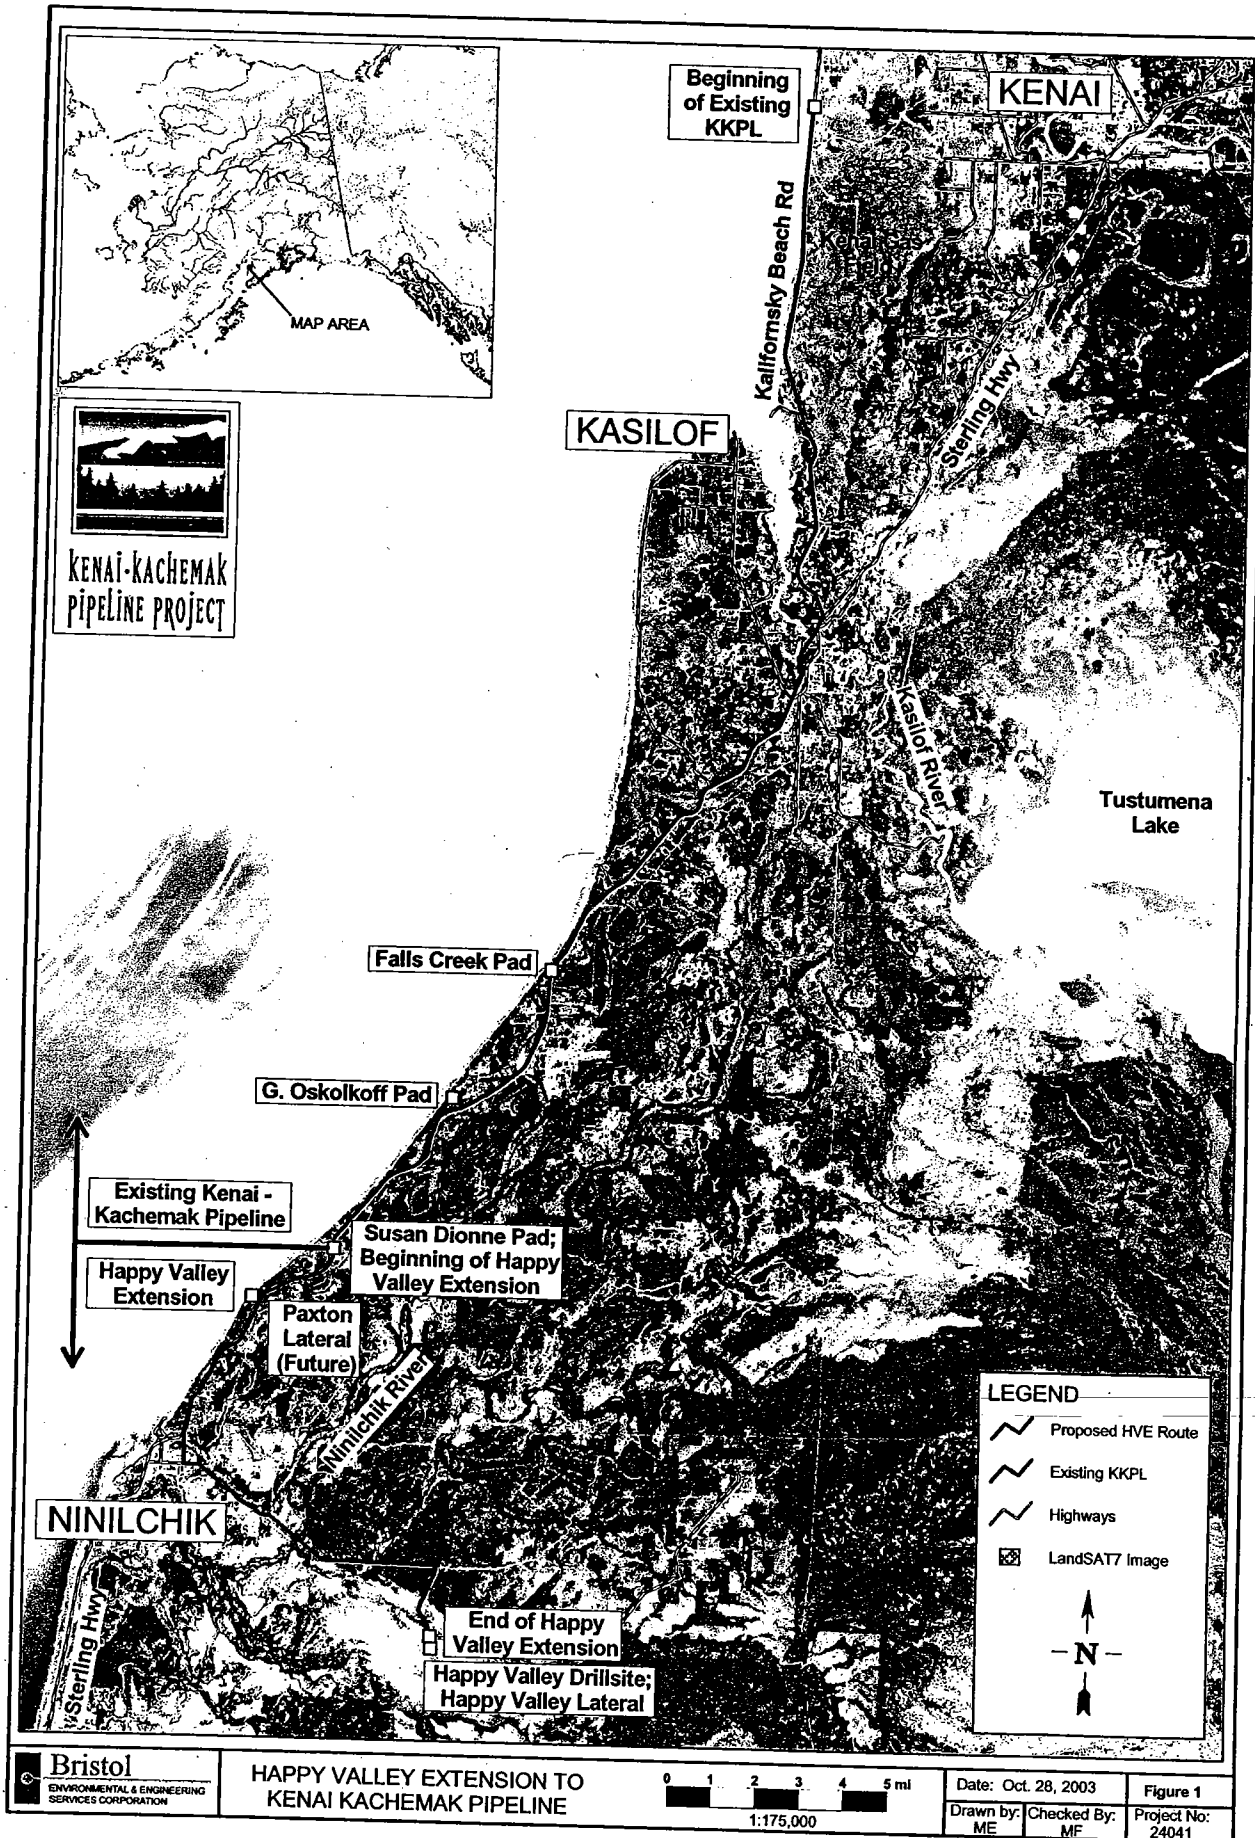 MAP AREA
Beginning
of Existing
KKPL
KENAI
Kalifornsky Beach Rd
Kenai Gas
Sterling Hwy
KASILOF
KENAI-KACHEMAK
PIPELINE PROJECT
Kasilof River
Tustumena
Lake
Falls Creek Pad
G. Oskolkoff Pad
Existing Kenai -
Kachemak Pipeline
Susan Dionne Pad;
Beginning of Happy
Valley Extension
Happy Valley
Extension
Paxton
Lateral
(Future)
Ninilchik River
NINILCHIK
Sterling Hwy
End of Happy
Valley Extension
Happy Valley Drillsite;
Happy Valley Lateral
LEGEND
Proposed HVE Route
Existing KKPL
Highways
LandSAT7 Image
N
Bristol
ENVIRONMENTAL & ENGINEERING
SERVICES CORPORATION
HAPPY VALLEY EXTENSION TO
KENAI KACHEMAK PIPELINE
0 1 2 3 4 5 mi
1:175,000
Date: Oct. 28, 2003
Figure 1
Drawn by:
ME
Checked By:
MF
Project No:
24041